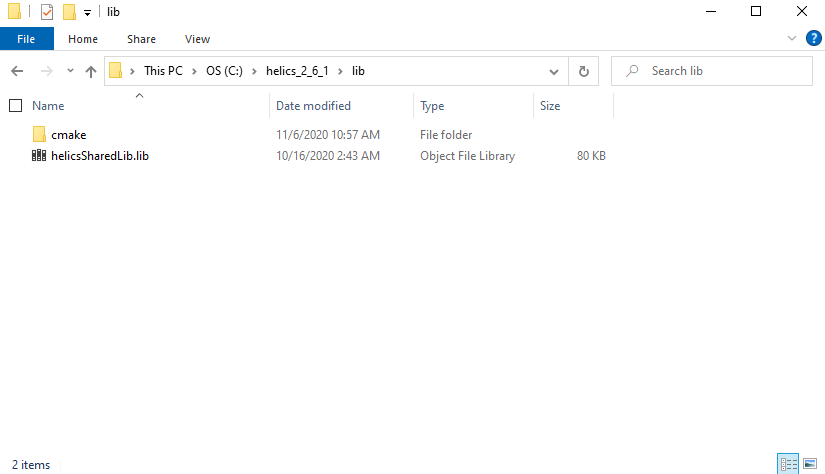 lib
File Home Share View
This PC OS (C:) helics_2_6_1 lib Search lib
Name Date modified Type Size
cmake 11/6/2020 10:57 AM File folder
helicsSharedLib.lib 10/16/2020 2:43 AM Object File Library 80 KB
2 items